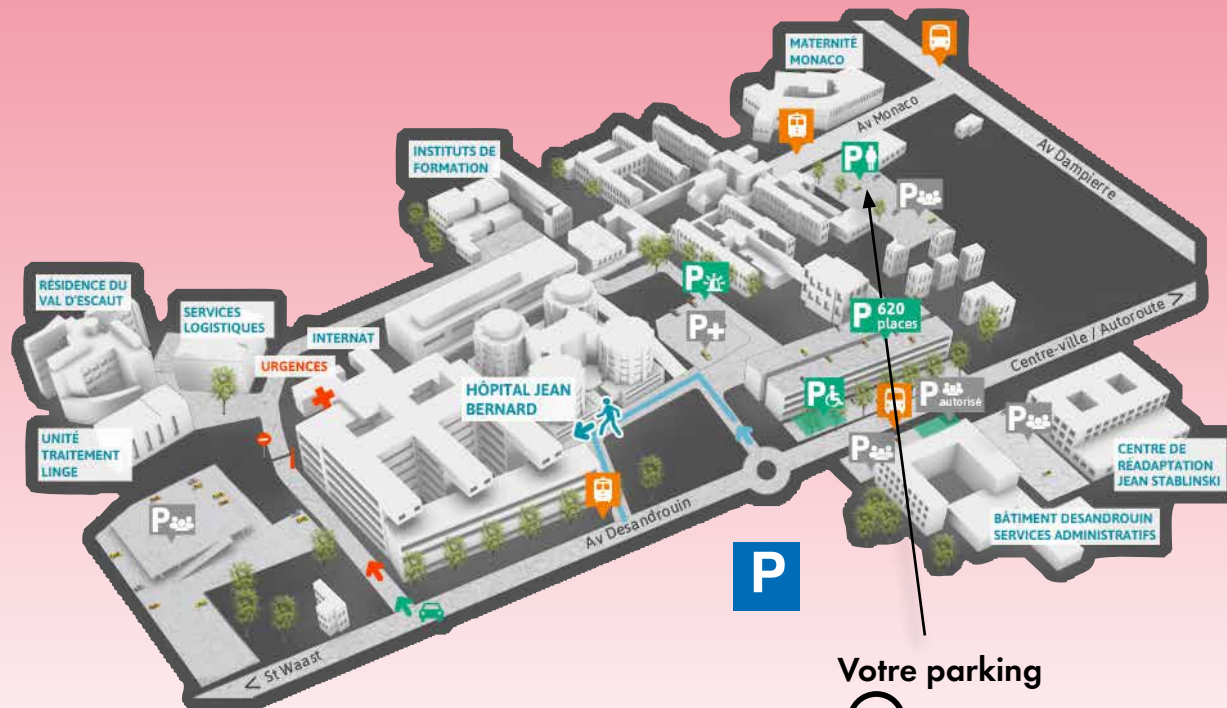 MATERNITÉ
MONACO
Av Monaco
Av Dampierre
INSTITUTS DE
FORMATION
P
P
RÉSIDENCE DU
VAL D'ESCAUT
SERVICES
LOGISTIQUES
INTERNAT
URGENCES
P
P+
P 620
places
Centre-ville / Autoroute >
HÔPITAL JEAN
BERNARD
P
P
autorisé
P
P
UNITÉ
TRAITEMENT
LINGE
CENTRE DE
RÉADAPTATION
JEAN STABLINSKI
P
Av Desandrouin
BÂTIMENT DESANDROUIN
SERVICES ADMINISTRATIFS
P
< St Waast
Votre parking